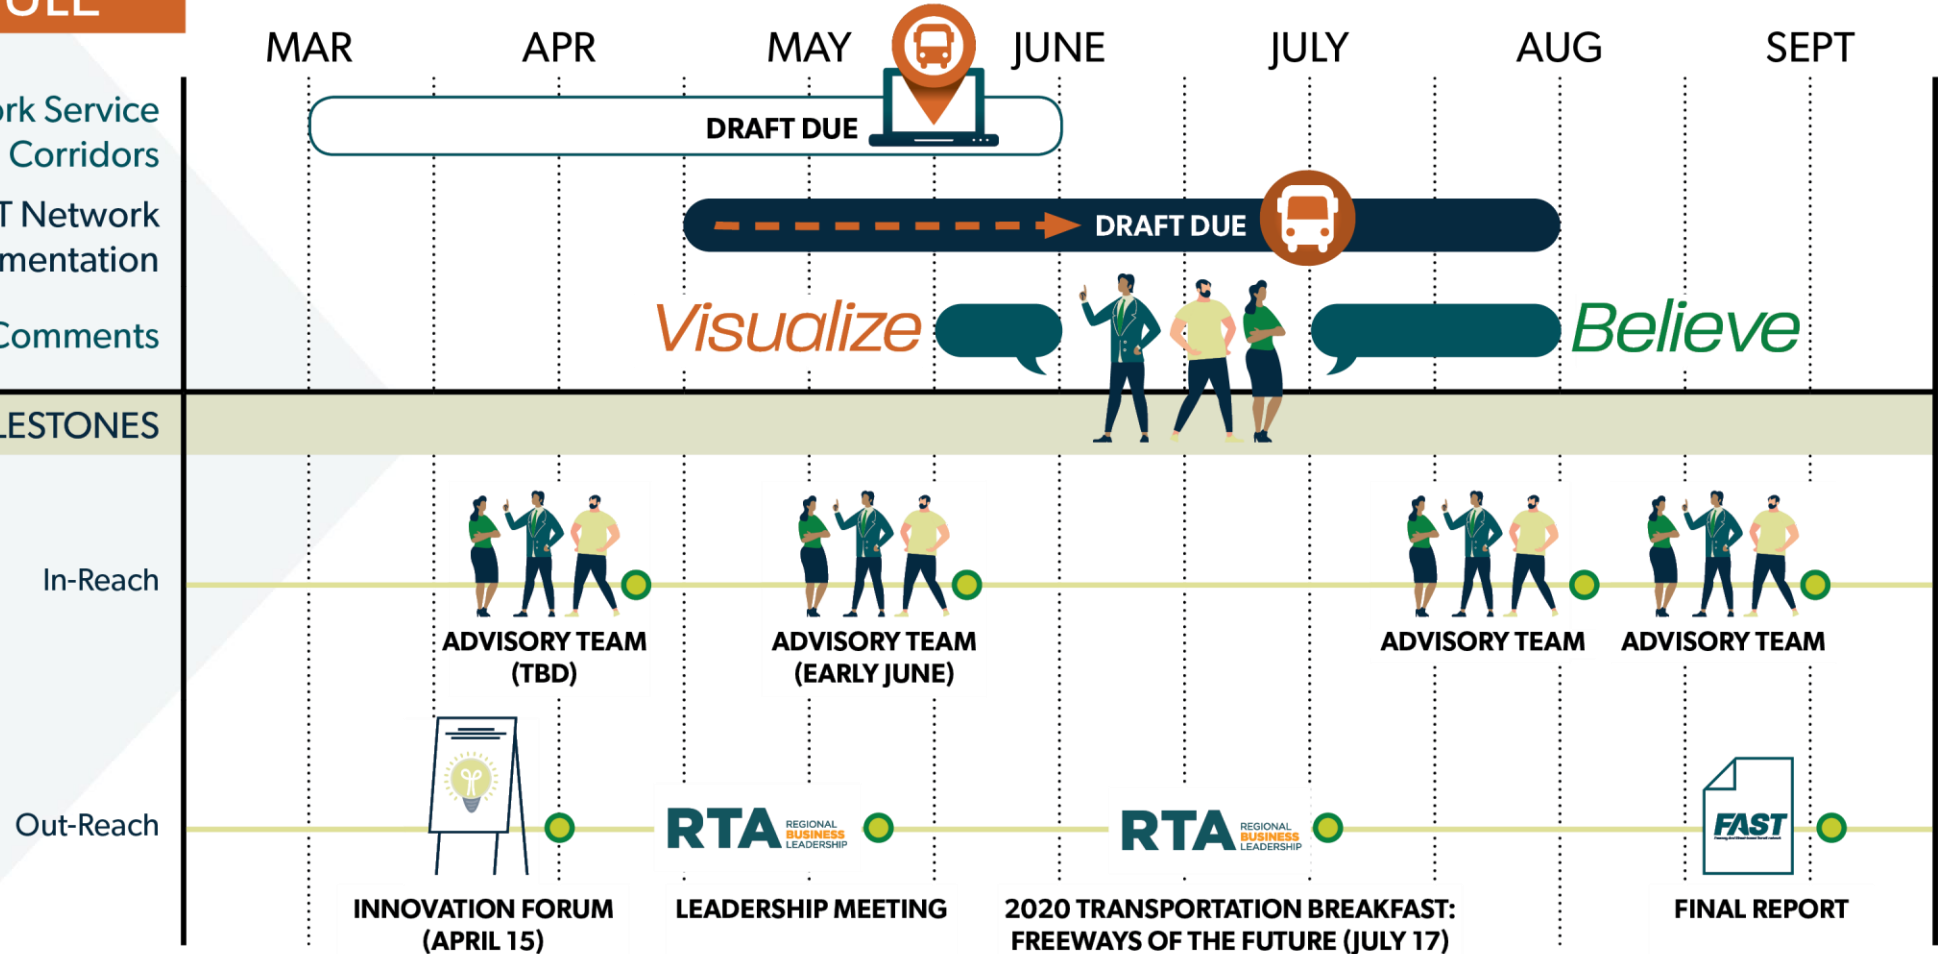 MAR APR MAY JUNE JULY AUG SEPT
Service
Corridors
DRAFT DUE
Network
DRAFT DUE
Comments
Visualize
Believe
In-Reach
ADVISORY TEAM
(TBD)
ADVISORY TEAM
(EARLY JUNE)
ADVISORY TEAM
ADVISORY TEAM
Out-Reach
RTA
REGIONAL
BUSINESS
LEADERSHIP
RTA
REGIONAL
BUSINESS
LEADERSHIP
FAST
INNOVATION FORUM
(APRIL 15)
LEADERSHIP MEETING
2020 TRANSPORTATION BREAKFAST:
FREEWAYS OF THE FUTURE (JULY 17)
FINAL REPORT